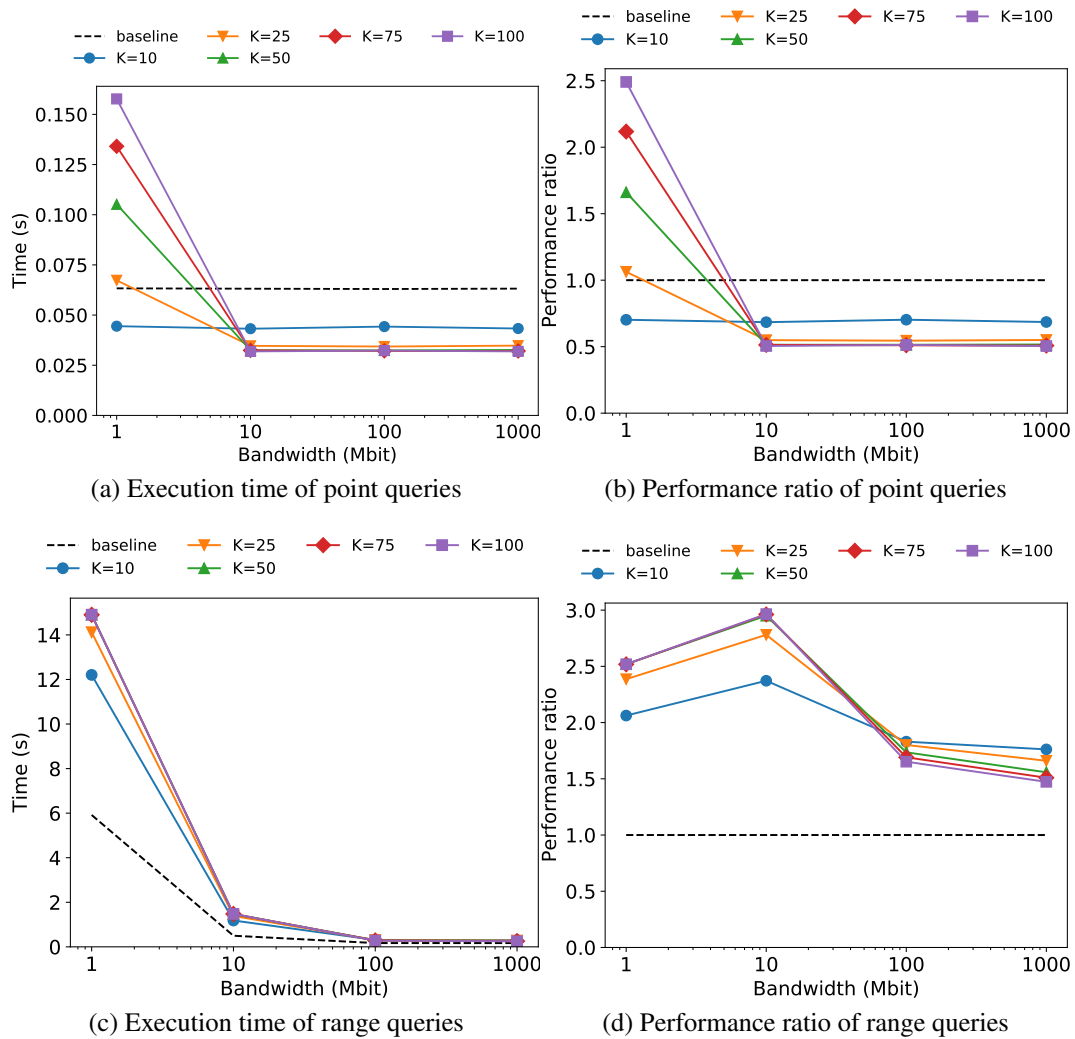 baseline K=25 K=75 K=100
K=10 K=50
0.150
0.125
0.100
0.075
0.050
0.025
0.000
Time (s)
1 10 100 1000
Bandwidth (Mbit)
(a) Execution time of point queries
baseline K=25 K=75 K=100
K=10 K=50
2.5
2.0
1.5
1.0
0.5
0.0
Performance ratio
1 10 100 1000
Bandwidth (Mbit)
(b) Performance ratio of point queries
baseline K=25 K=75 K=100
K=10 K=50
14
12
10
8
6
4
2
0
Time (s)
1 10 100 1000
Bandwidth (Mbit)
(c) Execution time of range queries
baseline K=25 K=75 K=100
K=10 K=50
3.0
2.5
2.0
1.5
1.0
0.5
0.0
Performance ratio
1 10 100 1000
Bandwidth (Mbit)
(d) Performance ratio of range queries